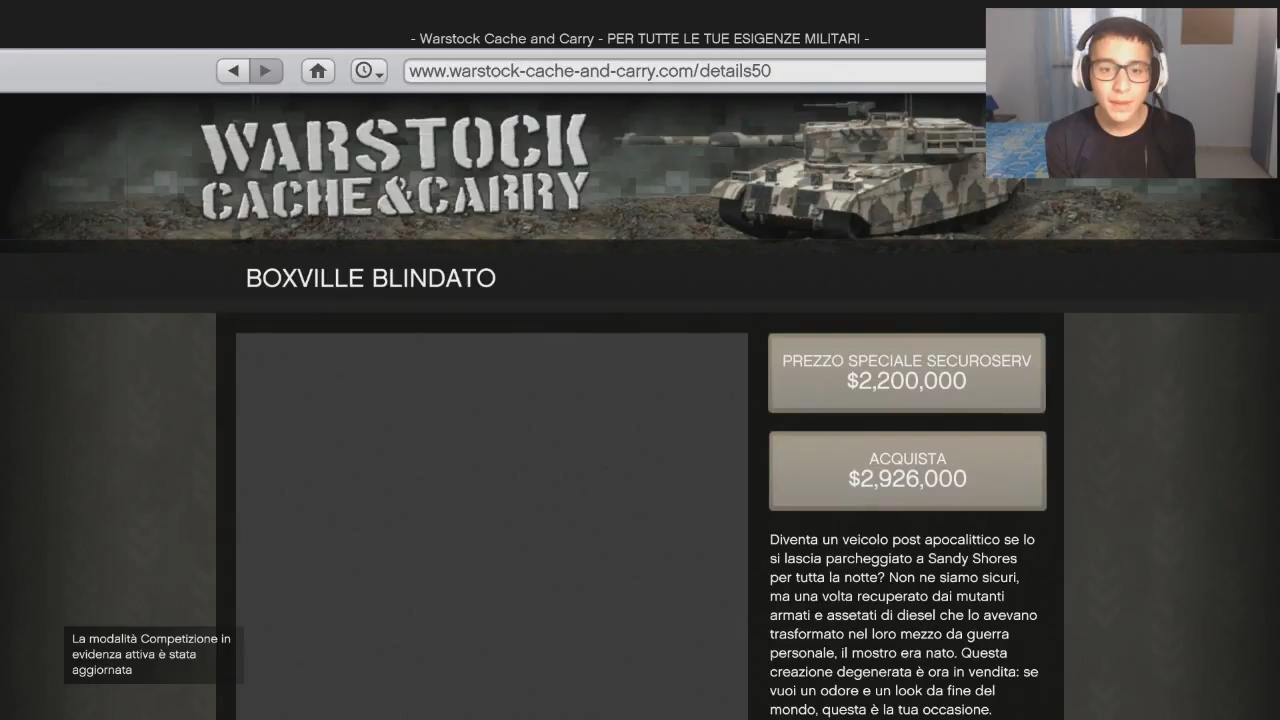 - Warstock Cache and Carry - PER TUTTE LE TUE ESIGENZE MILITARI -
www.warstock-cache-and-carry.com/details50
WARSTOCK
CACHE&CARRY
BOXVILLE BLINDATO
PREZZO SPECIALE SECUROSERV
$2,200,000
ACQUISTA
$2,926,000
Diventa un veicolo post apocalittico se lo
si lascia parcheggiato a Sandy Shores
per tutta la notte? Non ne siamo sicuri,
ma una volta recuperato dai mutanti
armati e assetati di diesel che lo avevano
trasformato nel loro mezzo da guerra
personale, il mostro era nato. Questa
creazione degenerata è ora in vendita: se
vuoi un odore e un look da fine del
mondo, questa è la tua occasione.
La modalità Competizione in
evidenza attiva è stata
aggiornata